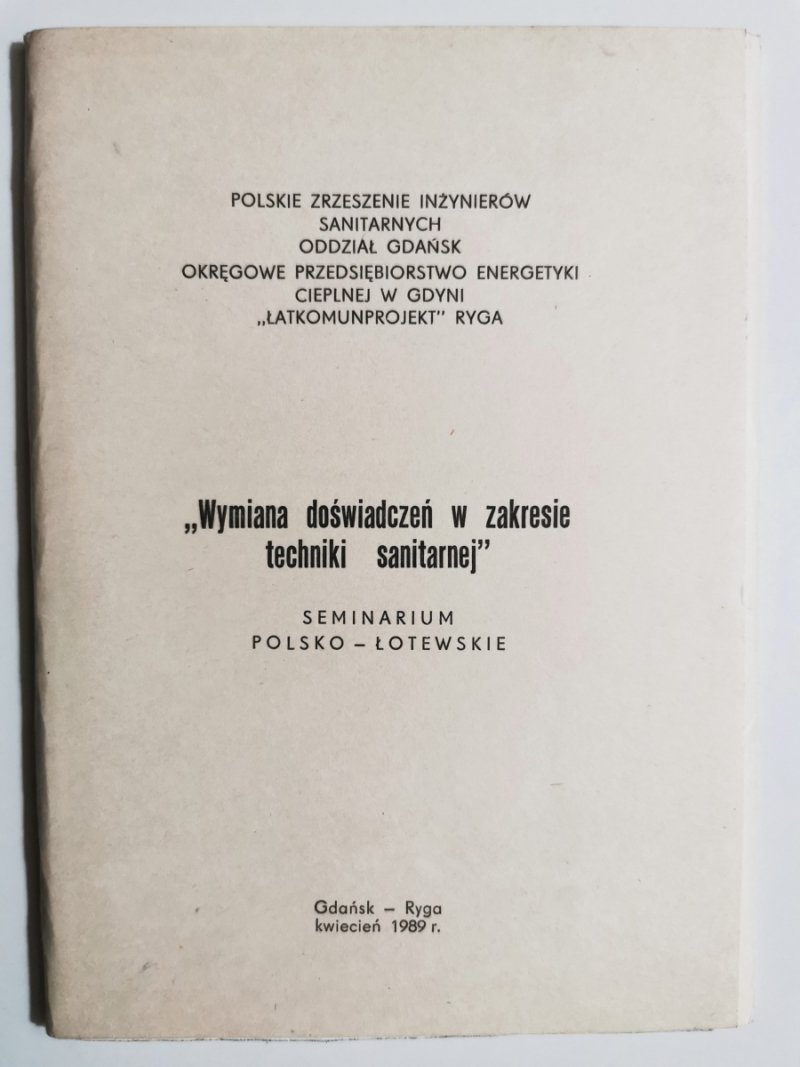 POLSKIE ZRZESZENIE INŻYNIERÓW
SANITARNYCH
ODDZIAŁ GDAŃSK
OKRĘGOWE PRZEDSIĘBIORSTWO ENERGETYKI
CIEPLNEJ W GDYNI
„ŁATKOMUNPROJEKT" RYGA
„Wymiana doświadczeń w zakresie
techniki sanitarnej”
SEMINARIUM
POLSKO – ŁOTEWSKIE
Gdańsk – Ryga
kwiecień 1989 r.